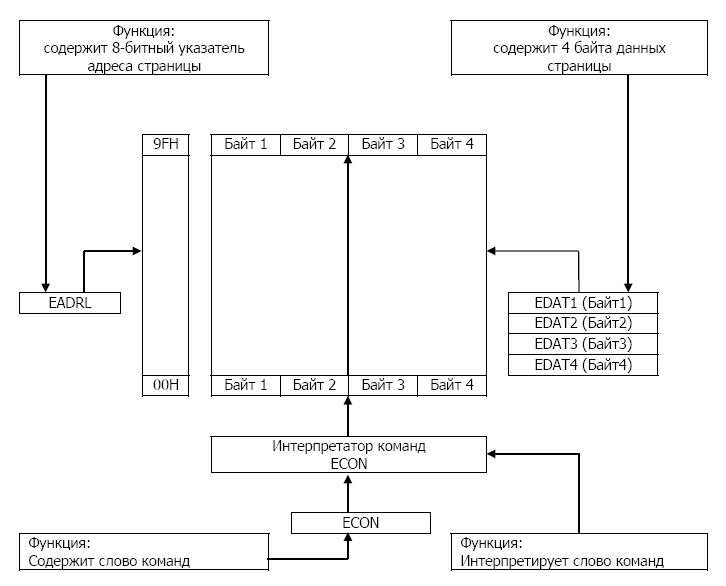 Функция:
содержит 8-битный указатель
адреса страницы
Функция:
содержит 4 байта данных
страницы
9FH
Байт 1
Байт 2
Байт 3
Байт 4
EADRL
EDAT1 (Байт1)
EDAT2 (Байт2)
EDAT3 (Байт3)
EDAT4 (Байт4)
00H
Байт 1
Байт 2
Байт 3
Байт 4
Интерпретатор команд
ECON
ECON
Функция:
Содержит слово команд
Функция:
Интерпретирует слово команд